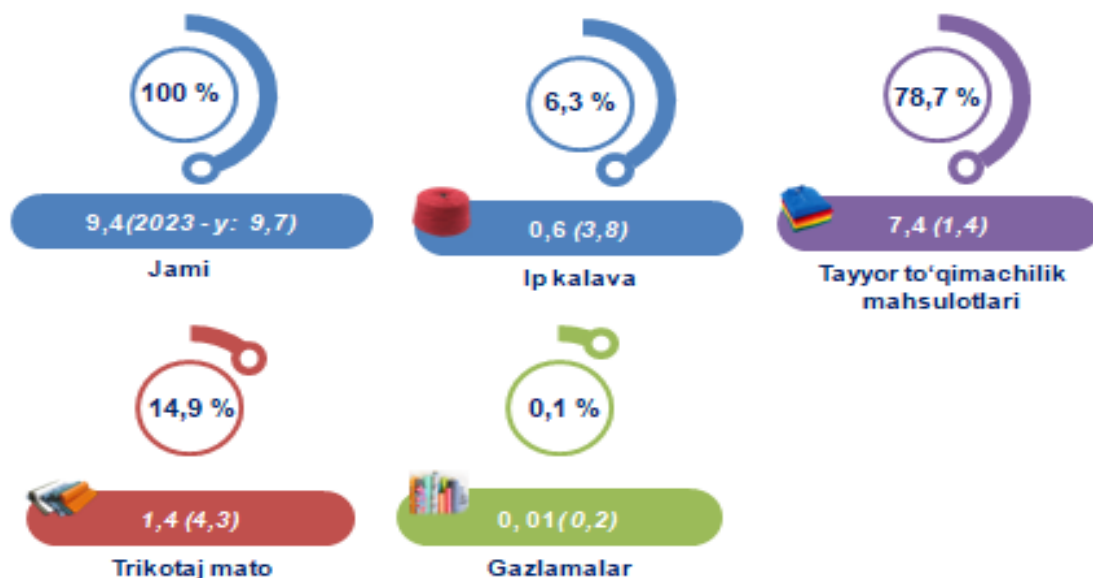 100 %
6,3 %
78,7 %
9,4(2023 - y: 9,7)
0,6 (3,8)
7,4 (1,4)
Jami
Ip kalava
Tayyor to‘qimachilik
mahsulotlari
14,9 %
0,1 %
1,4 (4,3)
0, 01( 0,2)
Trikotaj mato
Gazlamalar